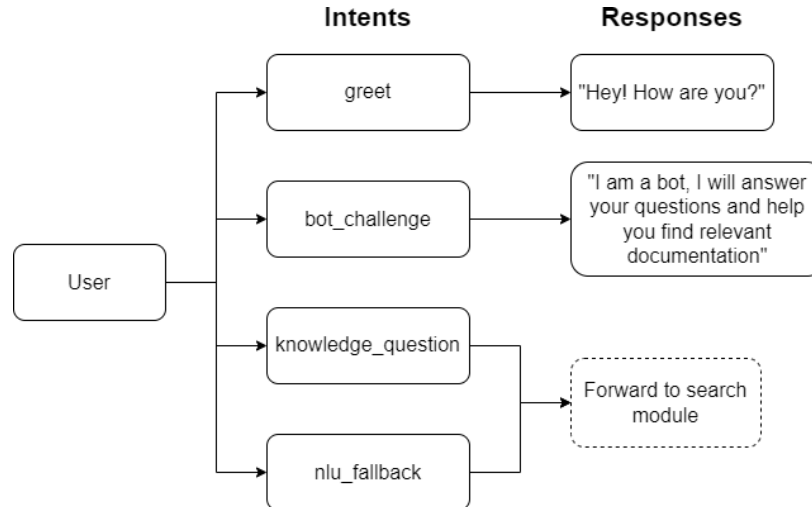 Intents
Responses
greet
"Hey! How are you?"
bot_challenge
"I am a bot, I will answer
your questions and help
you find relevant
documentation"
User
knowledge_question
Forward to search
module
nlu_fallback